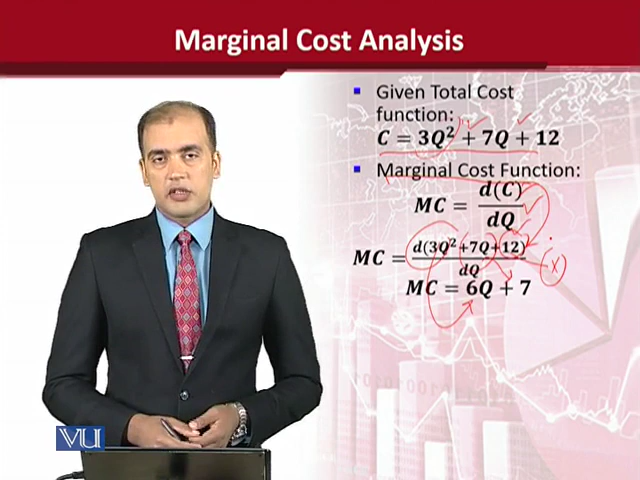 Marginal Cost Analysis
▪ Given Total Cost
function:
C = 3Q² + 7Q + 12
▪ Marginal Cost Function:
MC = d(C)/dQ
MC = d(3Q²+7Q+12)/dQ
MC = 6Q + 7
VU